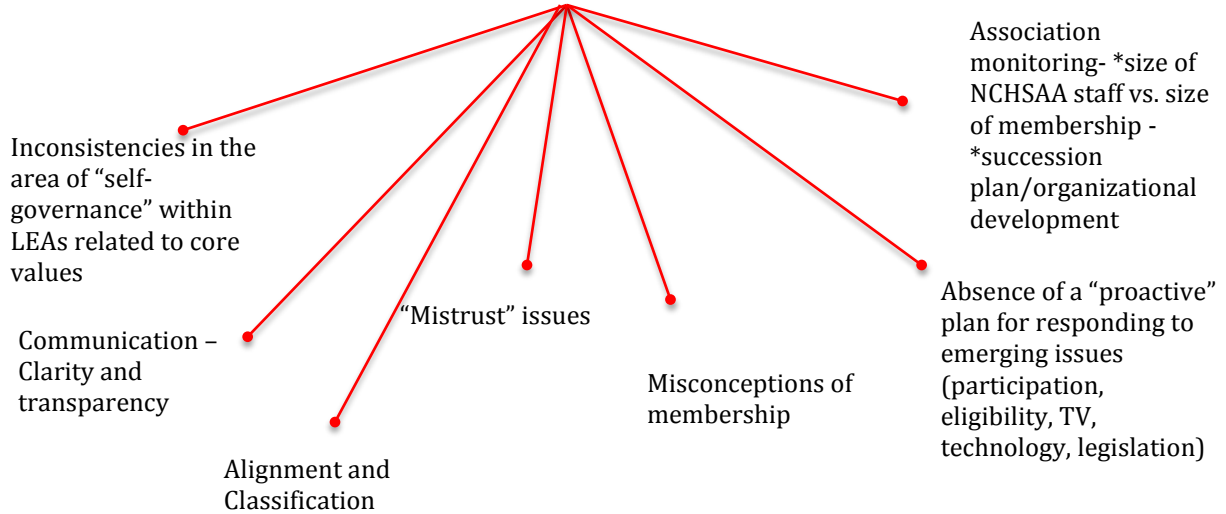 Inconsistencies in the
area of “self-
governance” within
LEAs related to core
values
Communication –
Clarity and
transparency
Alignment and
Classification
“Mistrust” issues
Misconceptions of
membership
Absence of a “proactive”
plan for responding to
emerging issues
(participation,
eligibility, TV,
technology, legislation)
Association
monitoring- *size of
NCHSAA staff vs. size
of membership -
*succession
plan/organizational
development